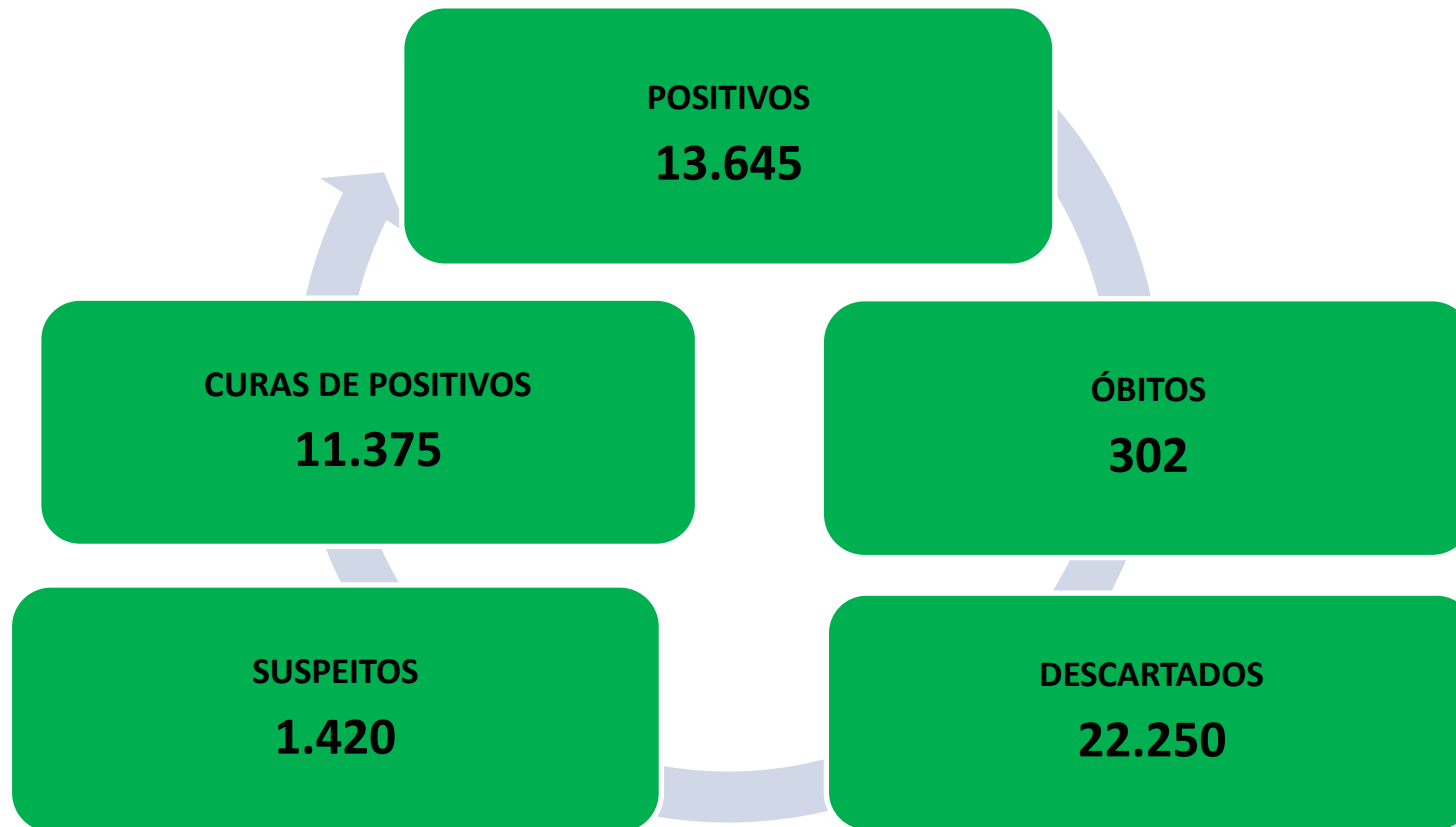 POSITIVOS
13.645
CURAS DE POSITIVOS
11.375
ÓBITOS
302
SUSPEITOS
1.420
DESCARTADOS
22.250